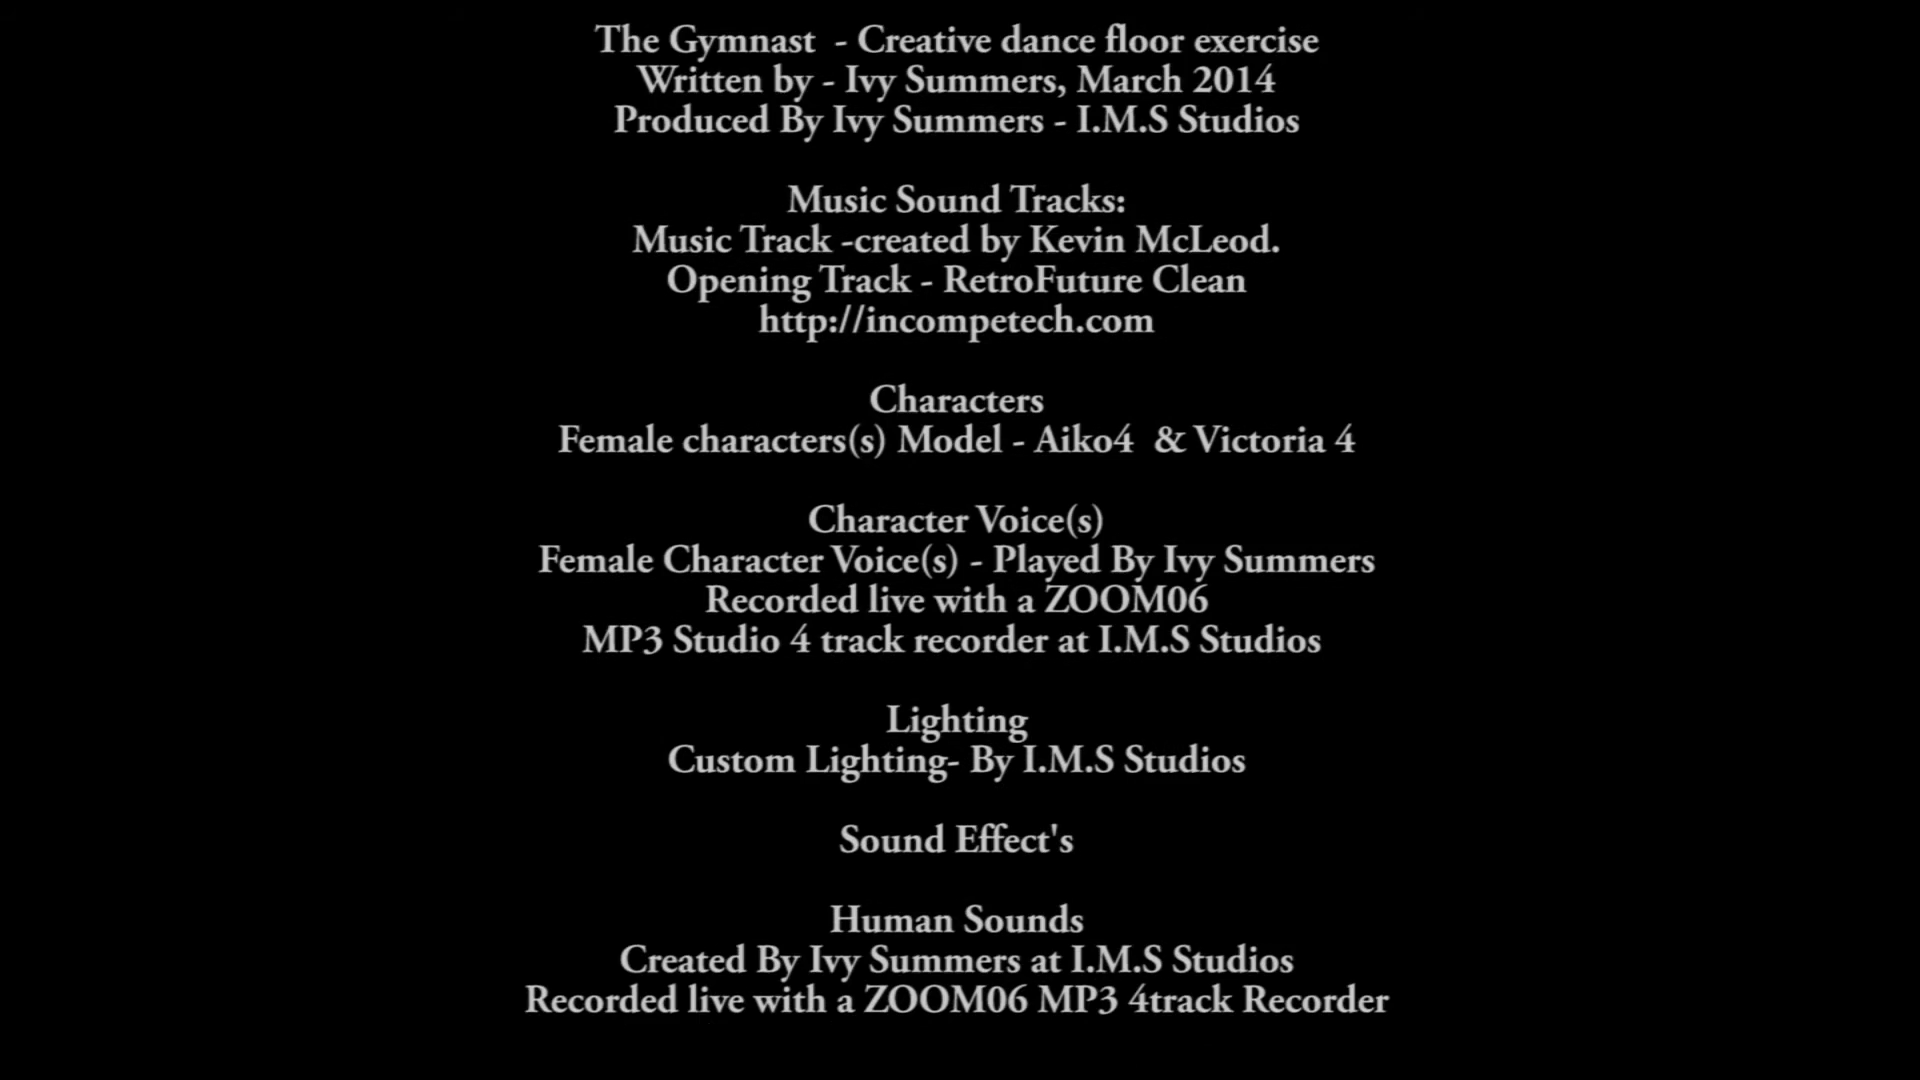 The Gymnast  - Creative dance floor exercise
Written by - Ivy Summers, March 2014
Produced By Ivy Summers - I.M.S Studios
Music Sound Tracks:
Music Track -created by Kevin McLeod.
Opening Track - RetroFuture Clean
http://incompetech.com
Characters
Female characters(s) Model - Aiko4  & Victoria 4
Character Voice(s)
Female Character Voice(s) - Played By Ivy Summers
Recorded live with a ZOOM06
MP3 Studio 4 track recorder at I.M.S Studios
Lighting
Custom Lighting- By I.M.S Studios
Sound Effect's
Human Sounds
Created By Ivy Summers at I.M.S Studios
Recorded live with a ZOOM06 MP3 4track Recorder